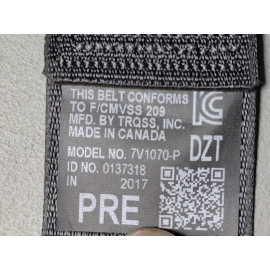 THIS BELT CONFORMS
TO F/CMVSS 209
MFD. BY TROSS, INC.
MADE IN CANADA
MODEL NO. 7V1070-P DZT
ID NO. 0137318
IN 2017
PRE